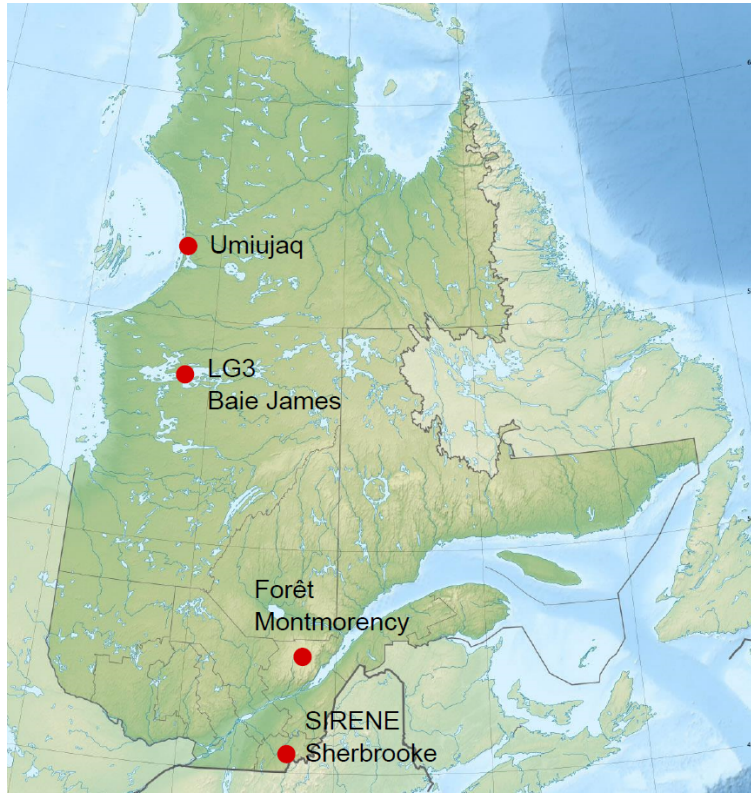 Umiujaq
LG3
Baie James
Forêt
Montmorency
SIRENE
Sherbrooke